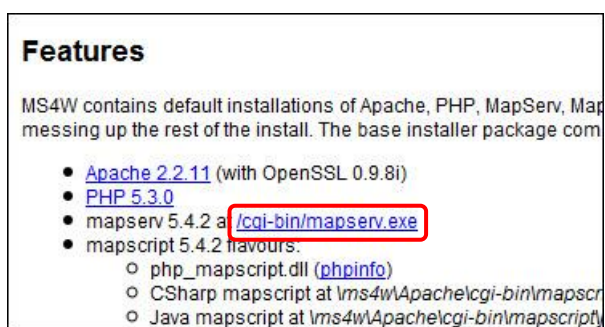 Features
MS4W contains default installations of Apache, PHP, MapServ,
messing up the rest of the install. The base installer package
Apache 2.2.11 (with OpenSSL 0.9.8i)
PHP 5.3.0
mapserv 5.4.2 at /cgi-bin/mapserv.exe
mapscript 5.4.2 flavours:
php_mapscript.dll (phpinfo)
CSharp mapscript at \ms4w\Apache\cgi-bin\mapscr
Java mapscript at \ms4w\Apache\cgi-bin\mapscript\